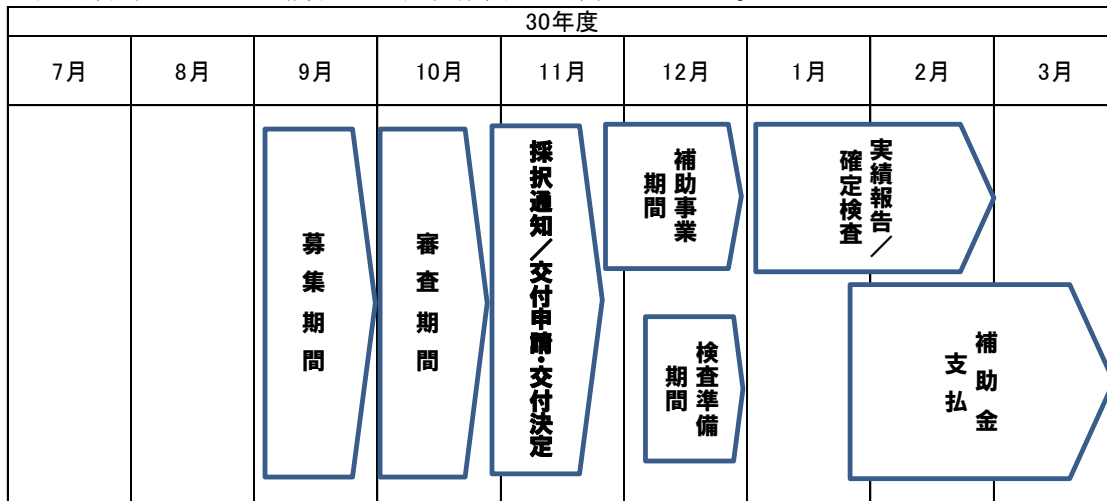 30年度
7月
8月
9月
10月
11月
12月
1月
2月
3月
募集期間
審査期間
採択通知／交付申請・交付決定
補助事業
期間
検査準備
期間
実績報告／
確定検査
補助金
支払